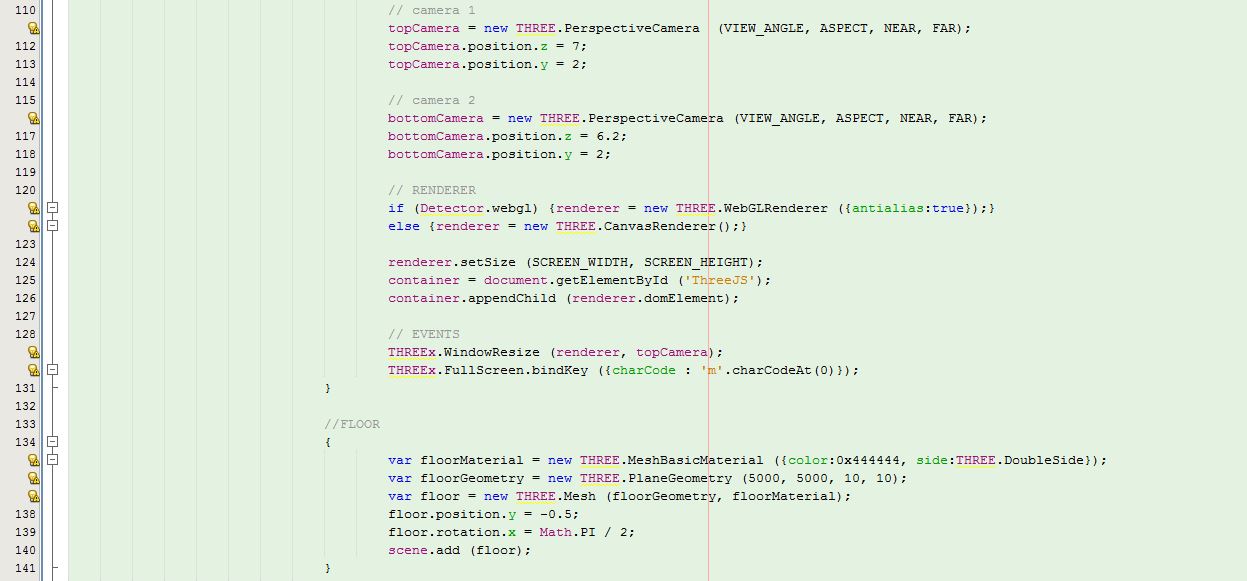 110 // camera 1
topCamera = new THREE.PerspectiveCamera  (VIEW_ANGLE, ASPECT, NEAR, FAR);
112 topCamera.position.z = 7;
113 topCamera.position.y = 2;
114
115 // camera 2
bottomCamera = new THREE.PerspectiveCamera (VIEW_ANGLE, ASPECT, NEAR, FAR);
117 bottomCamera.position.z = 6.2;
118 bottomCamera.position.y = 2;
119
120 // RENDERER
if (Detector.webgl) {renderer = new THREE.WebGLRenderer ({antialias:true});}
else {renderer = new THREE.CanvasRenderer();}
123
124 renderer.setSize (SCREEN_WIDTH, SCREEN_HEIGHT);
125 container = document.getElementById ('ThreeJS');
126 container.appendChild (renderer.domElement);
127
128 // EVENTS
THREEx.WindowResize (renderer, topCamera);
THREEx.FullScreen.bindKey ({charCode : 'm'.charCodeAt(0)});
131 }
132
133 //FLOOR
134 {
var floorMaterial = new THREE.MeshBasicMaterial ({color:0x444444, side:THREE.DoubleSide});
var floorGeometry = new THREE.PlaneGeometry (5000, 5000, 10, 10);
var floor = new THREE.Mesh (floorGeometry, floorMaterial);
138 floor.position.y = -0.5;
139 floor.rotation.x = Math.PI / 2;
140 scene.add (floor);
141 }